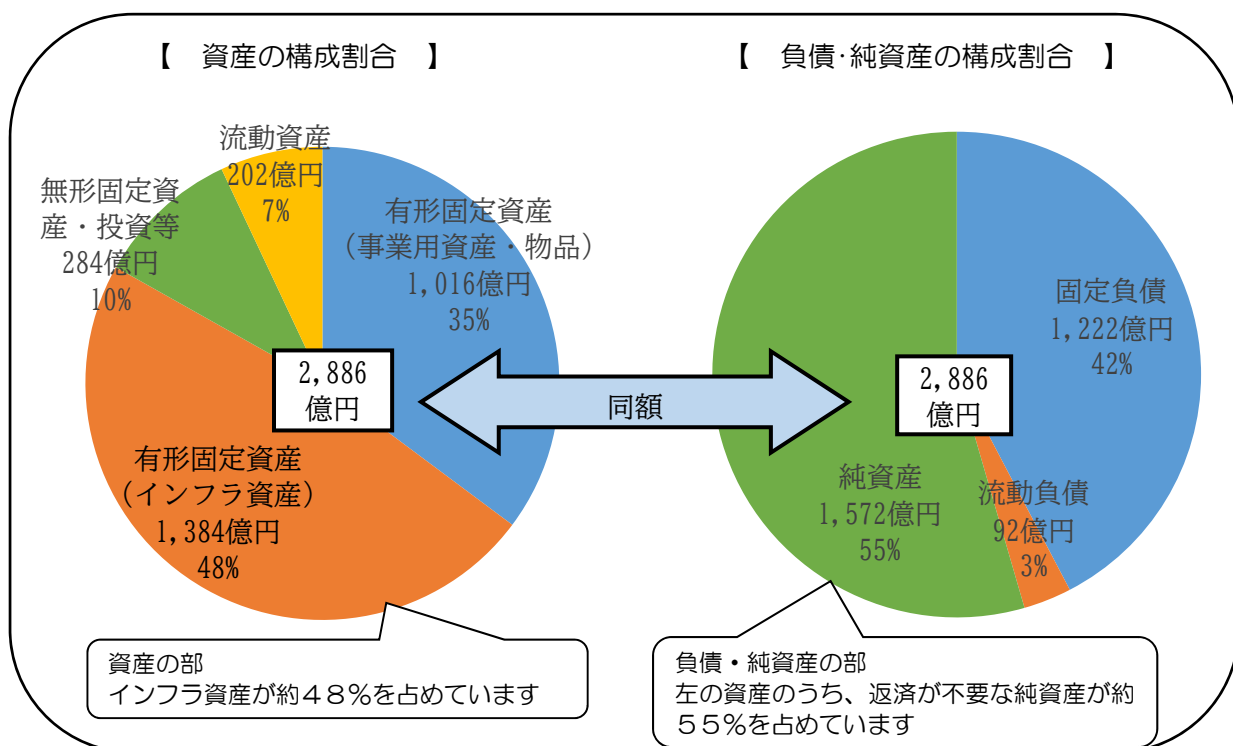 【　資産の構成割合　】
流動資産
202億円
7%
無形固定資
産・投資等
284億円
10%
有形固定資産
（事業用資産・物品）
1,016億円
35%
2,886
億円
有形固定資産
（インフラ資産）
1,384億円
48%
資産の部
インフラ資産が約４８％を占めています
同額
【　負債･純資産の構成割合　】
固定負債
1,222億円
42%
2,886
億円
純資産
1,572億円
55%
流動負債
92億円
3%
負債・純資産の部
左の資産のうち、返済が不要な純資産が約
５５％を占めています